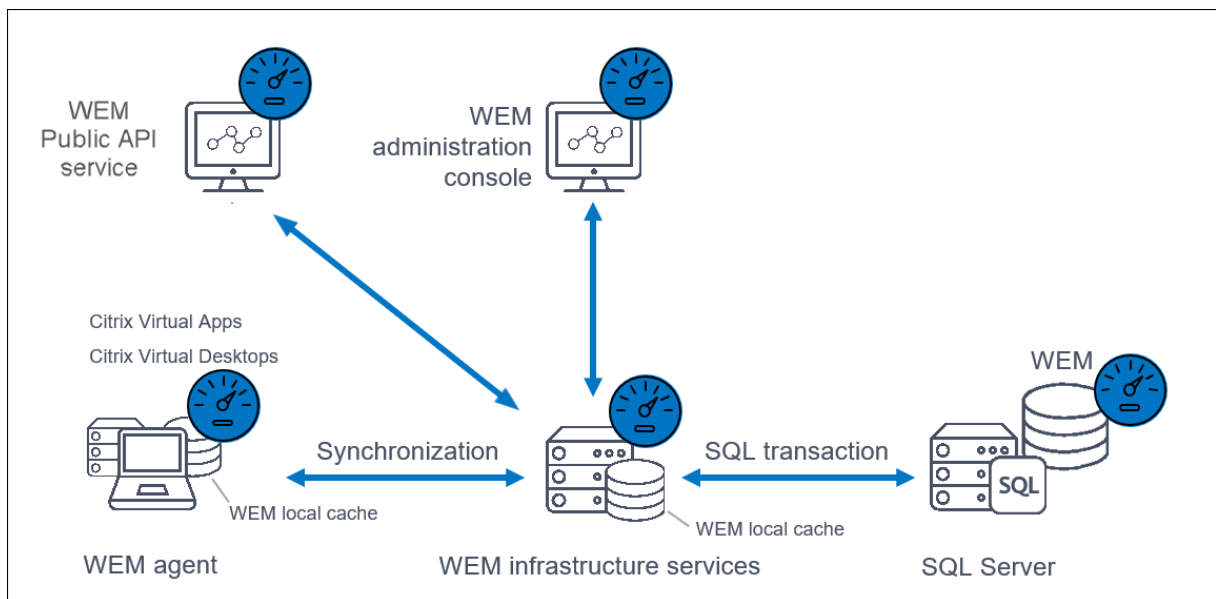 WEM
Public API
service
WEM
administration
console
Citrix Virtual Apps
Citrix Virtual Desktops
WEM
Synchronization
SQL transaction
SQL
WEM local cache
WEM local cache
WEM agent
WEM infrastructure services
SQL Server